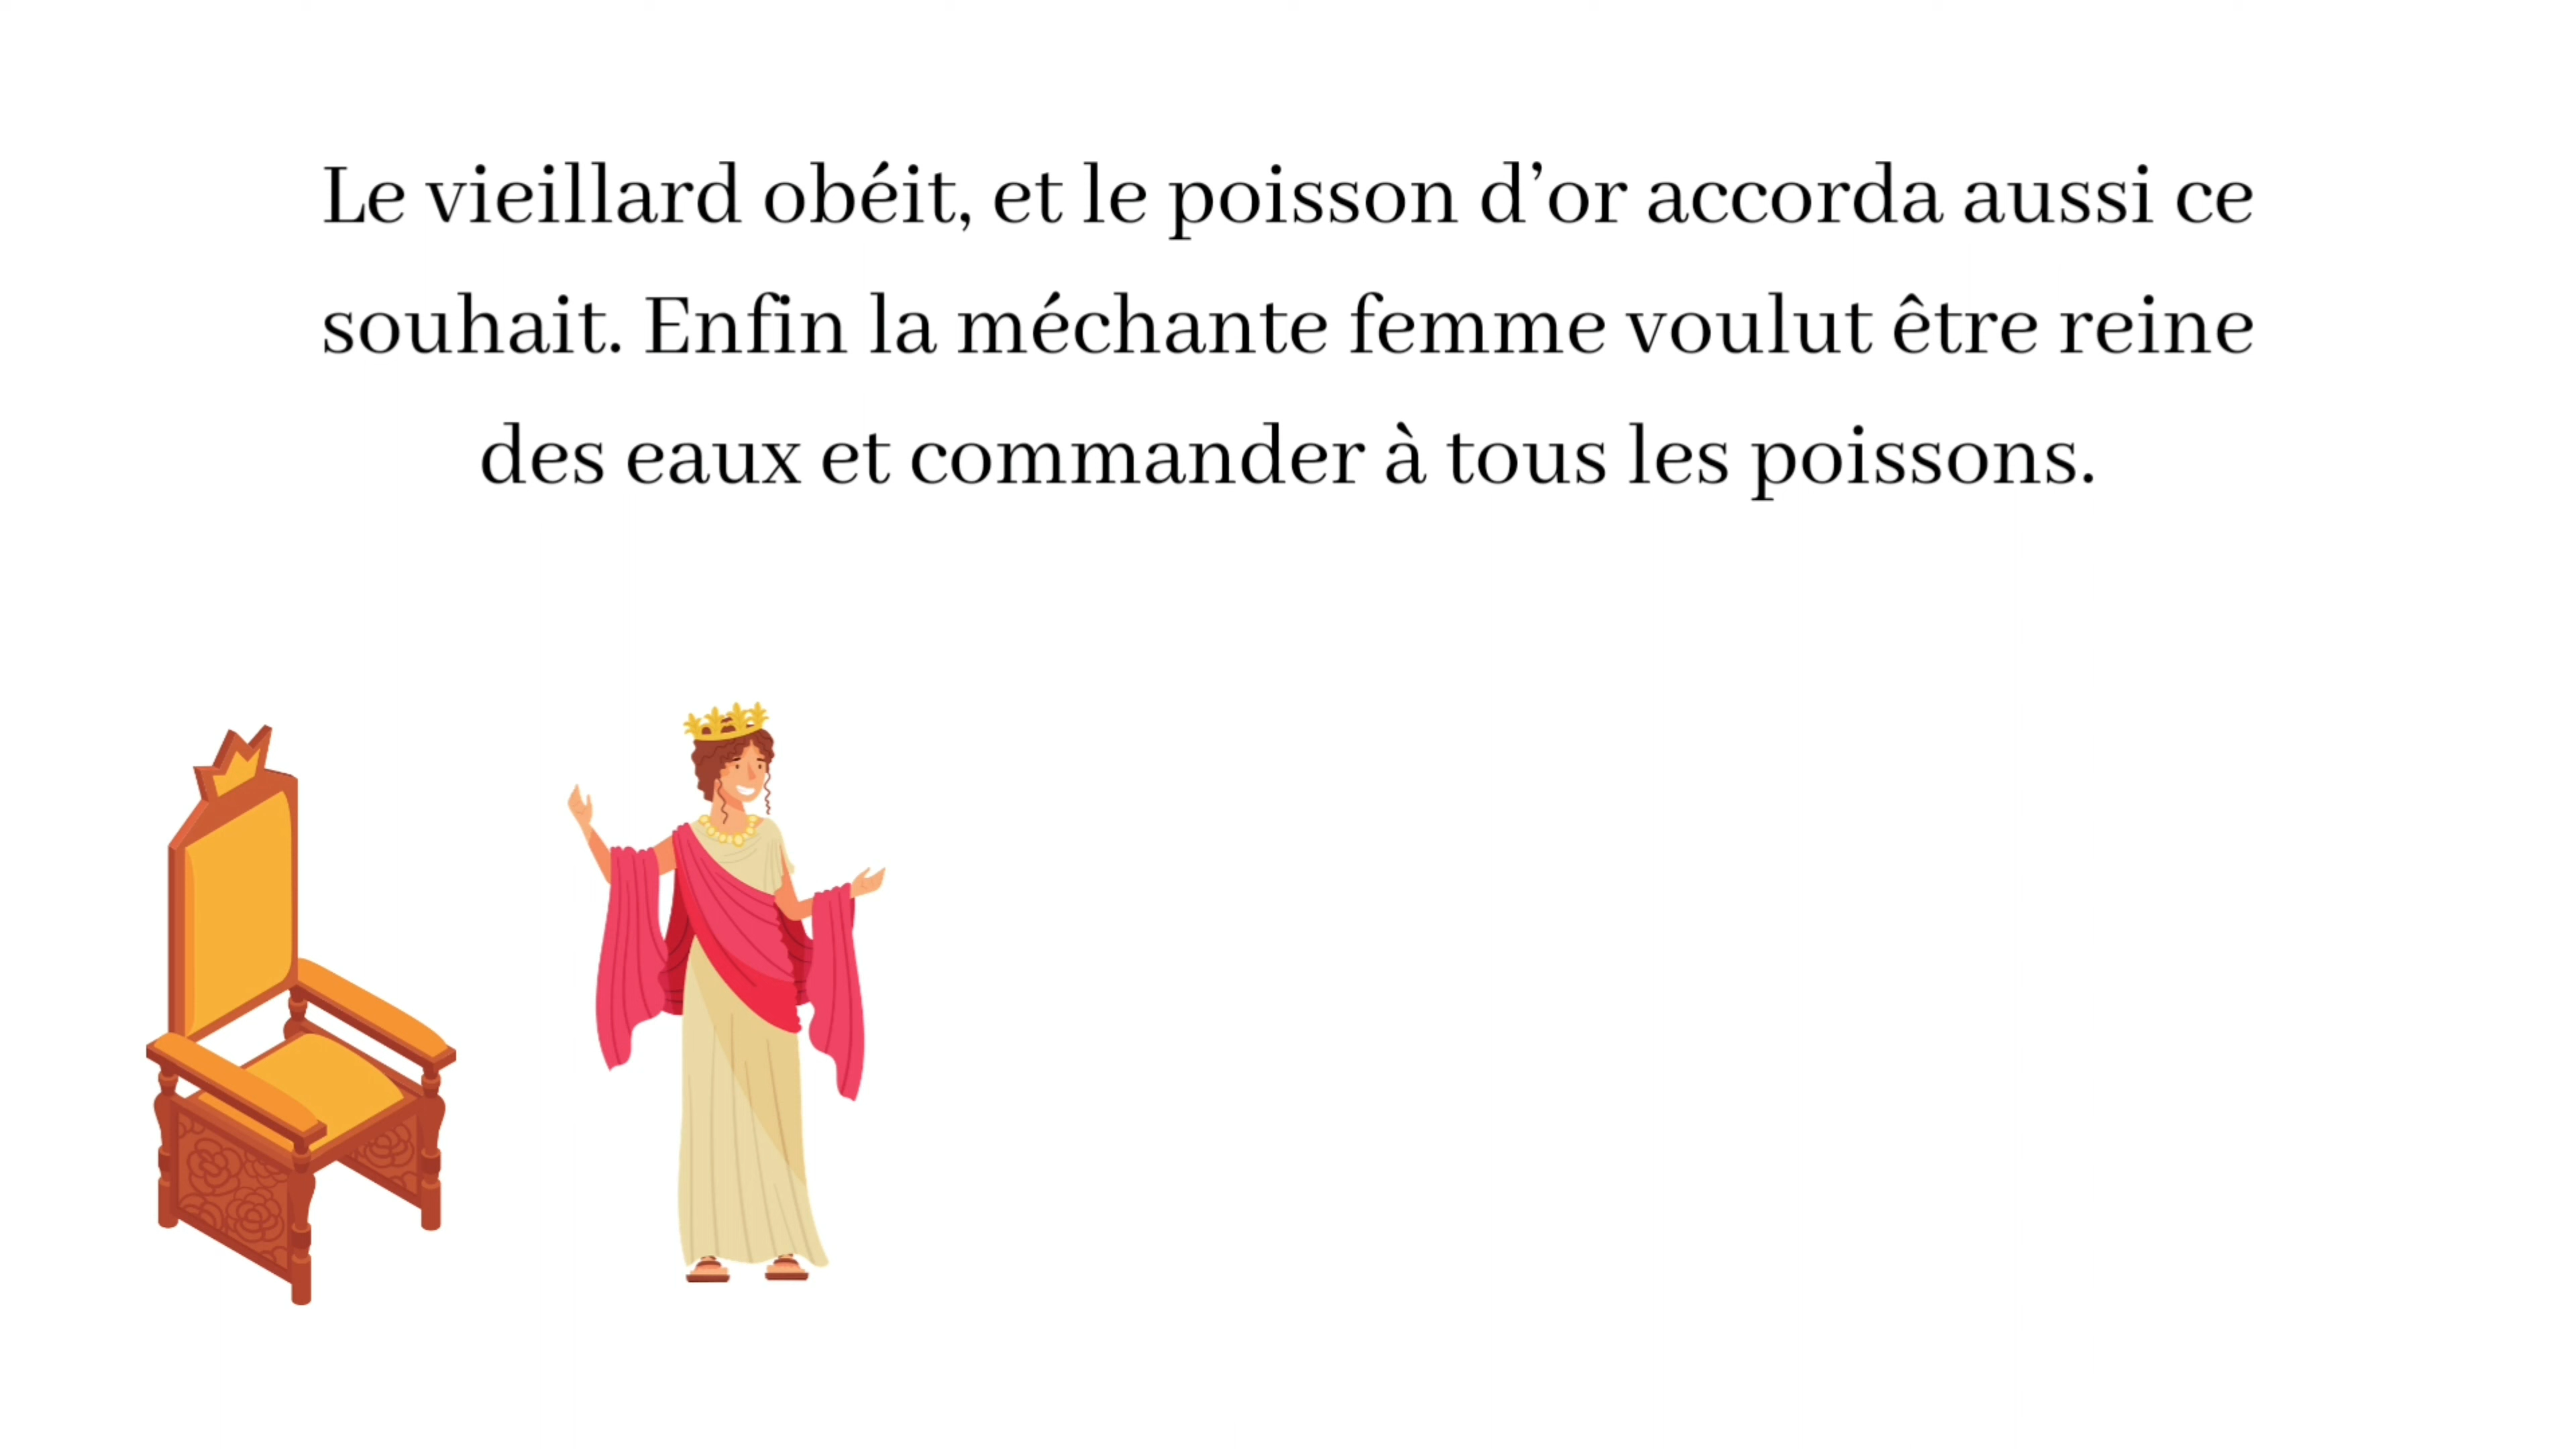 Le vieillard obéit, et le poisson d’or accorda aussi ce
souhait. Enfin la méchante femme voulut être reine
des eaux et commander à tous les poissons.